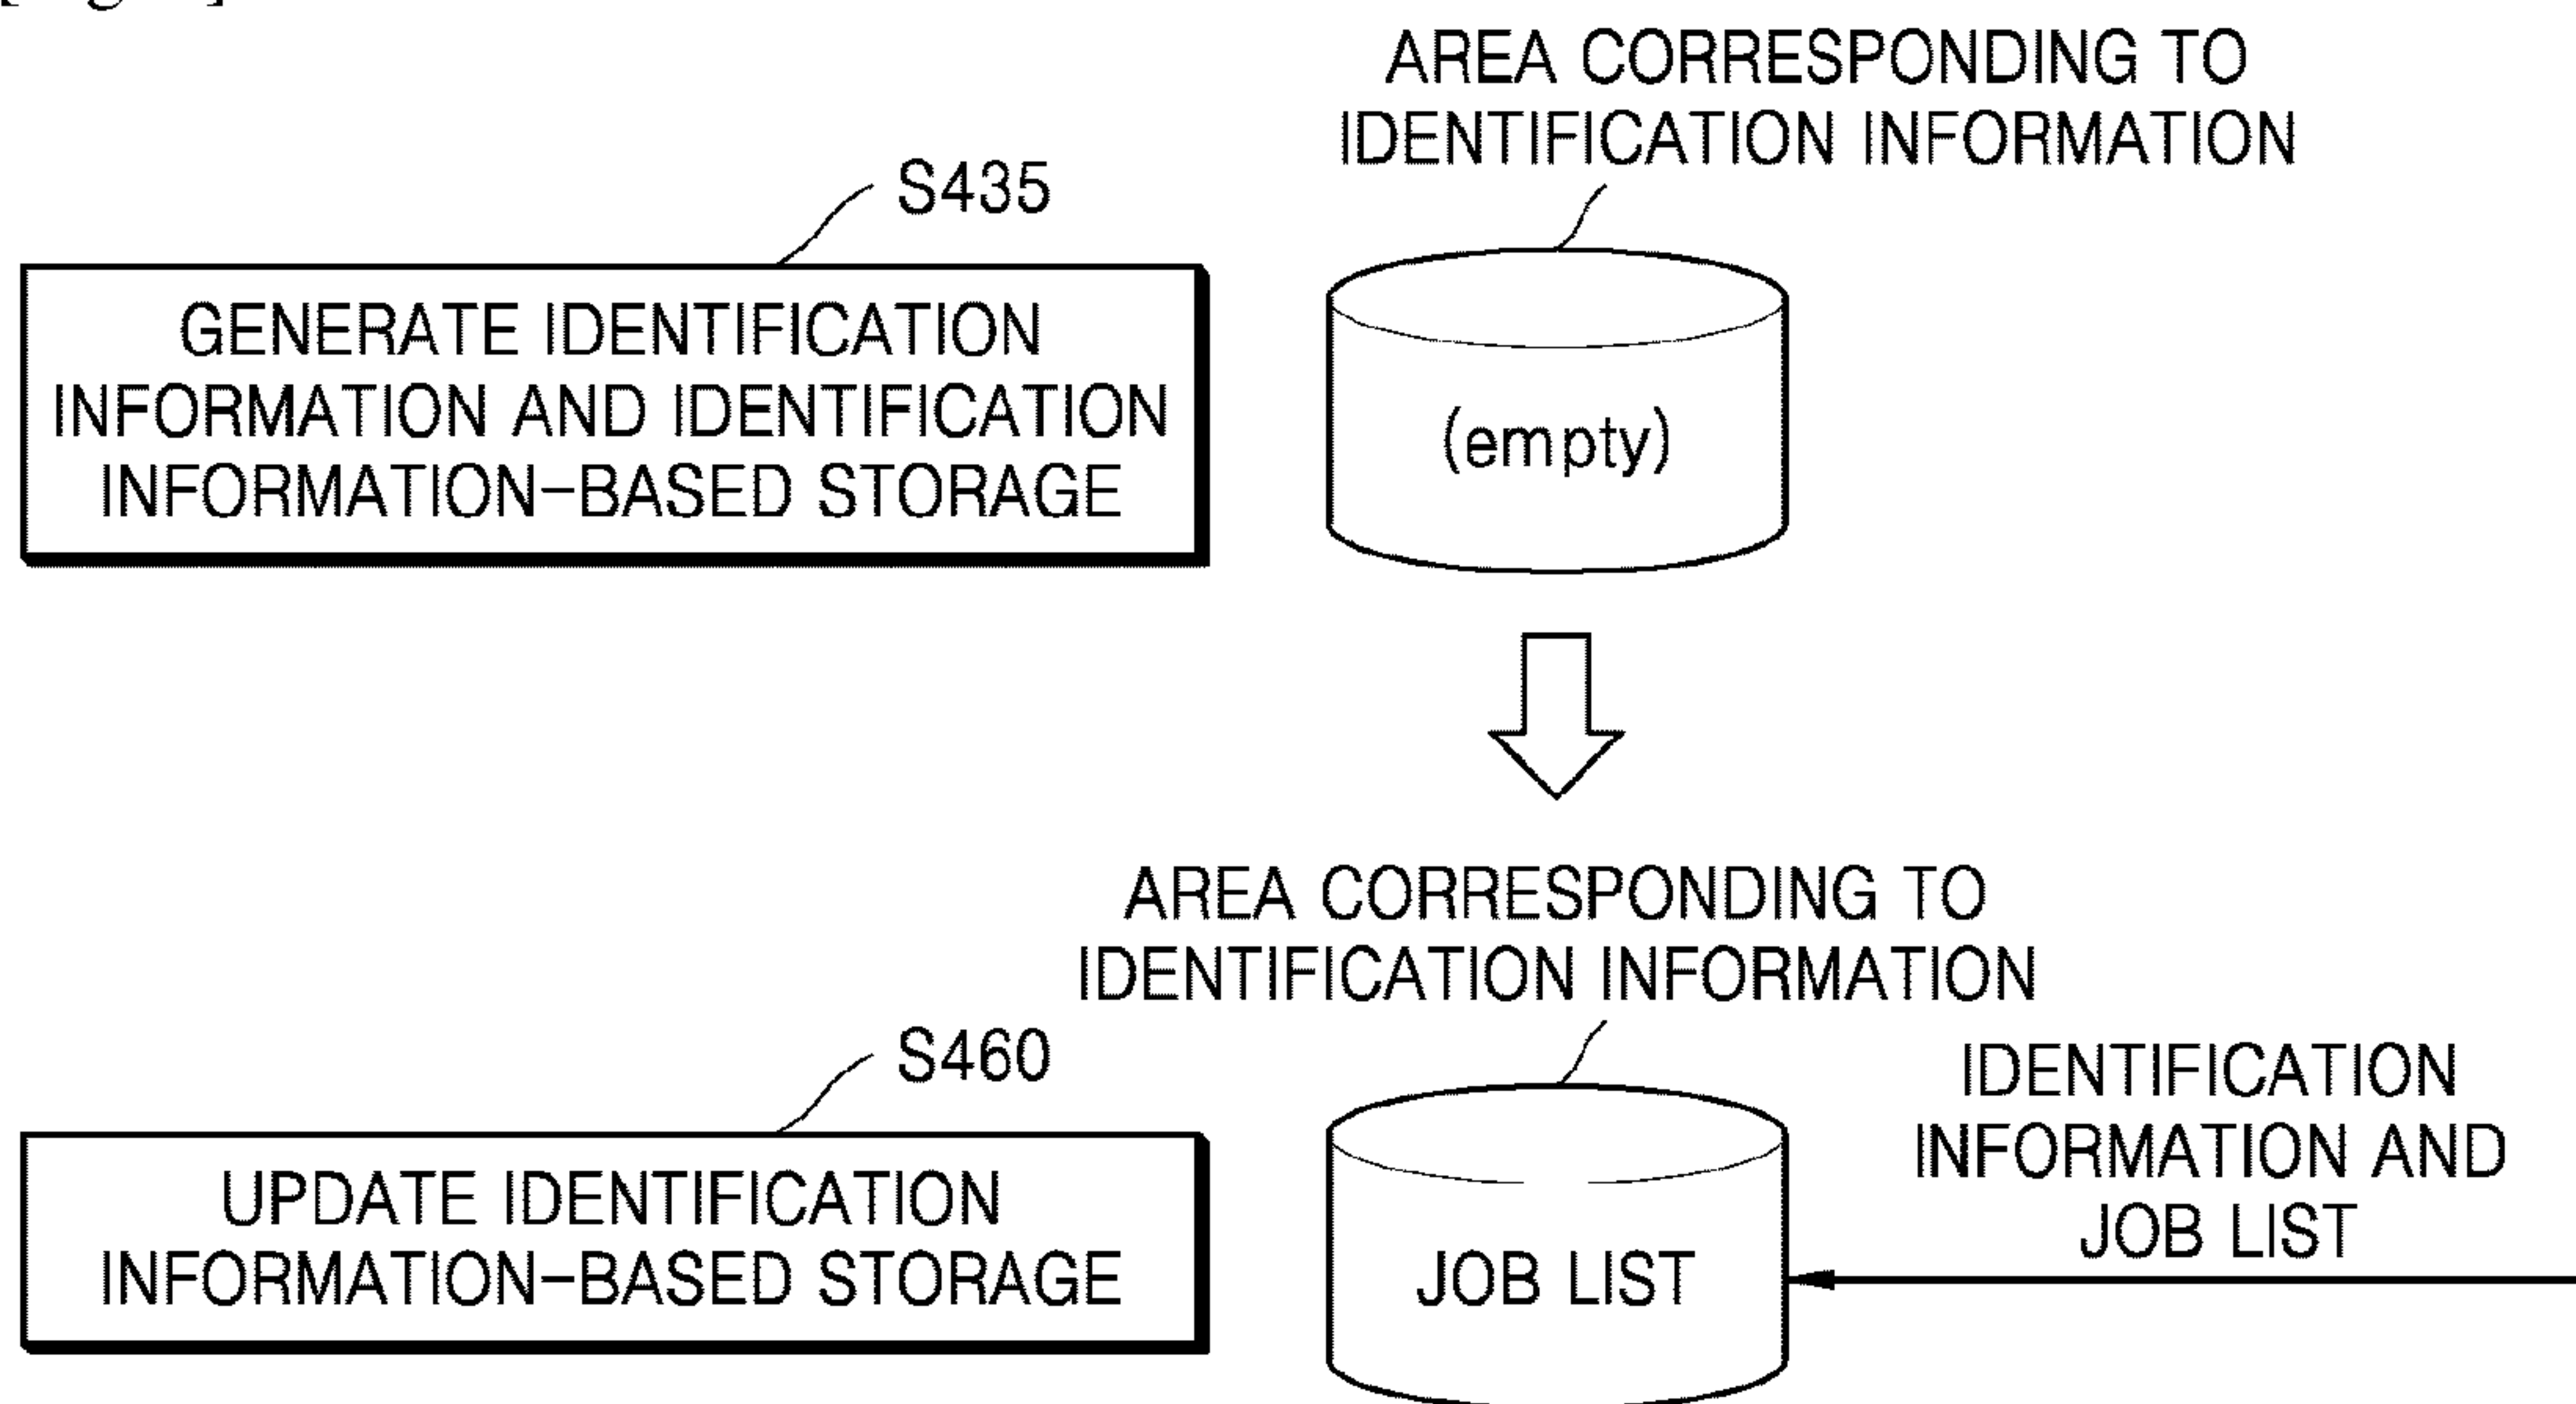 AREA CORRESPONDING TO
IDENTIFICATION INFORMATION
S435
GENERATE IDENTIFICATION
INFORMATION AND IDENTIFICATION
INFORMATION-BASED STORAGE
(empty)
AREA CORRESPONDING TO
IDENTIFICATION INFORMATION
S460
UPDATE IDENTIFICATION
INFORMATION-BASED STORAGE
JOB LIST
IDENTIFICATION
INFORMATION AND
JOB LIST